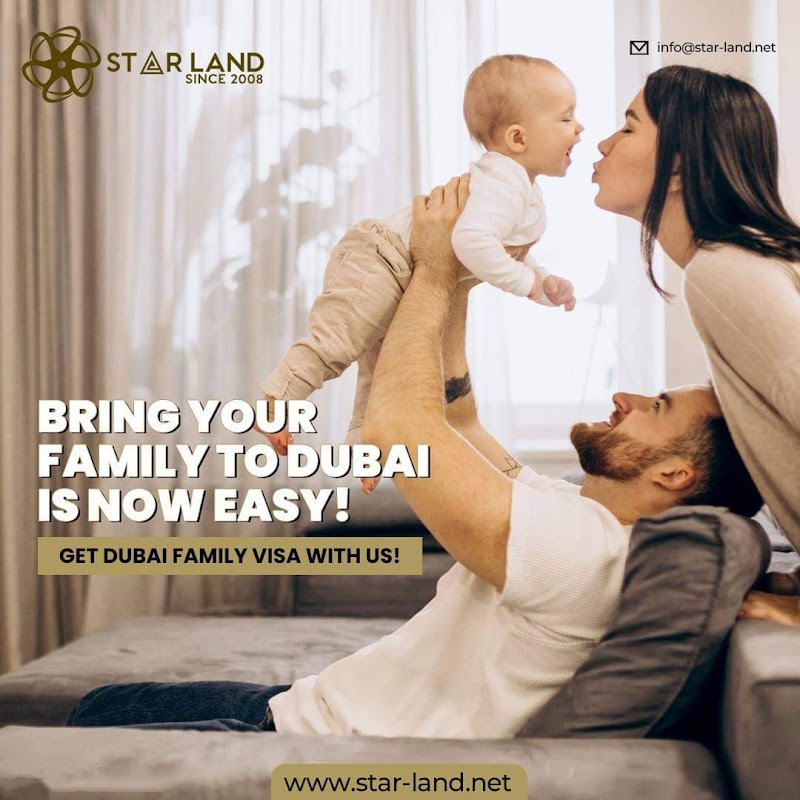 STAR LAND
SINCE 2008
info@star-land.net
BRING YOUR
FAMILY TO DUBAI
IS NOW EASY!
GET DUBAI FAMILY VISA WITH US!
www.star-land.net